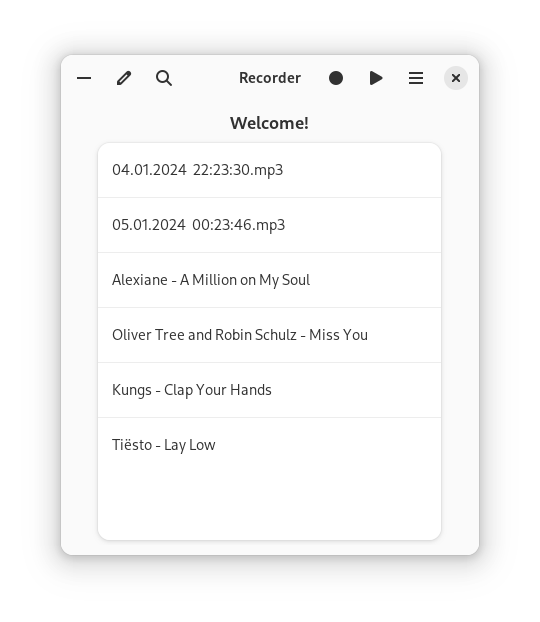 Recorder
Welcome!
04.01.2024 22:23:30.mp3
05.01.2024 00:23:46.mp3
Alexiane - A Million on My Soul
Oliver Tree and Robin Schulz - Miss You
Kungs - Clap Your Hands
Tiësto - Lay Low